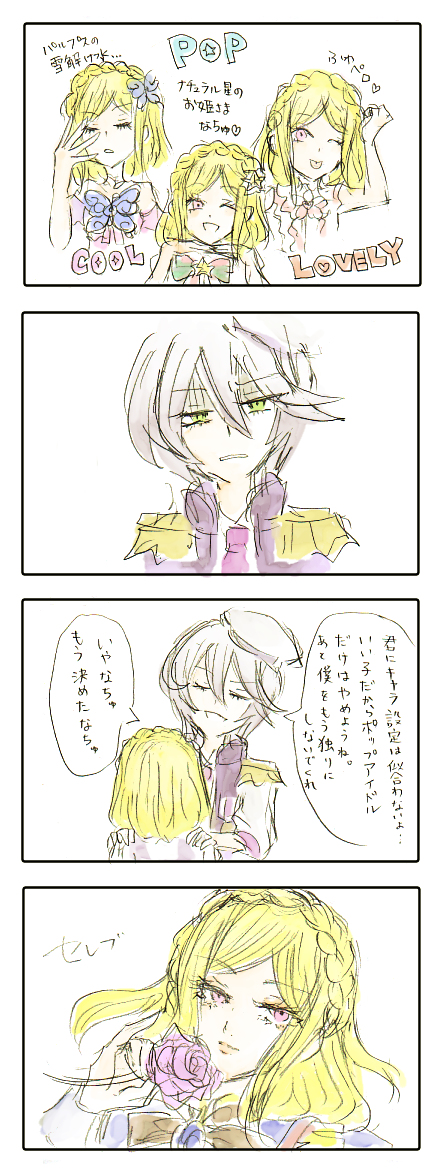 パルプスの
雪解け水…
POP
ナチュラル星の
お姫さま
なちゅ♡
ふわ
ペロ♡
COOL
LOVELY
君にキャラ設定は似合わないよ…
いい子だからポップアイドル
だけはやめようね。
あと僕をもう独りに
しないでくれ
いやなちゅ
もう決めたなちゅ
セレブ